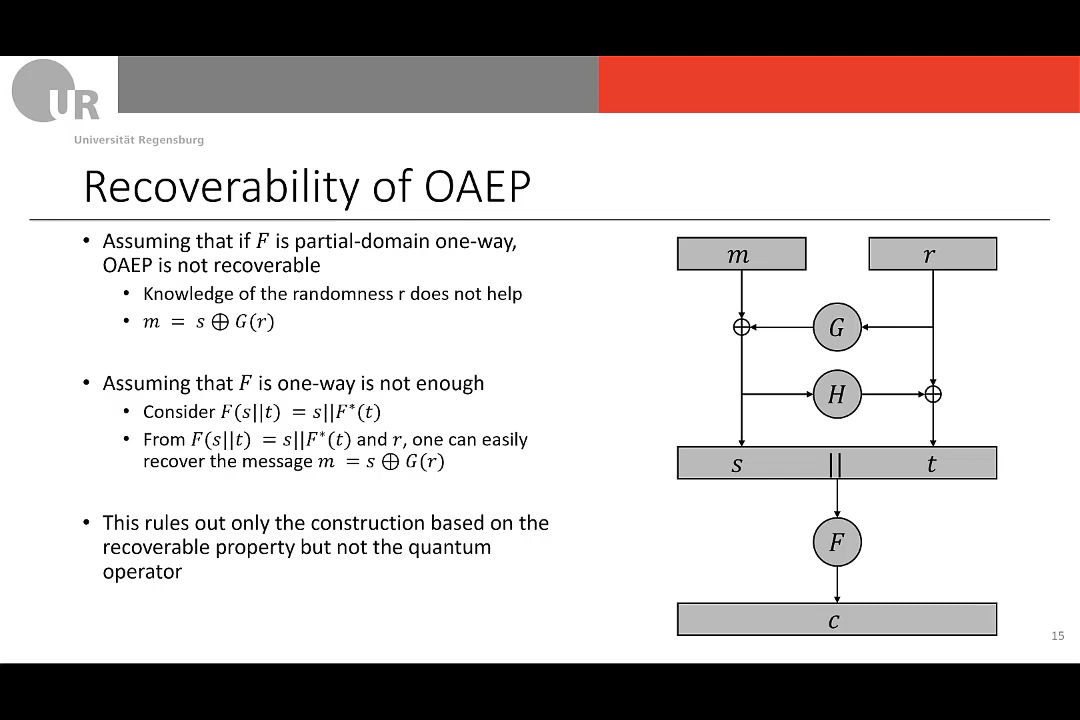 UR
Universität Regensburg
Recoverability of OAEP
• Assuming that if F is partial-domain one-way,
OAEP is not recoverable
• Knowledge of the randomness r does not help
• m = s ⊕ G(r)
• Assuming that F is one-way is not enough
• Consider F(s||t) = s||F*(t)
• From F(s||t) = s||F*(t) and r, one can easily
recover the message m = s ⊕ G(r)
• This rules out only the construction based on the
recoverable property but not the quantum
operator
m r
G
H
s || t
F
c
15